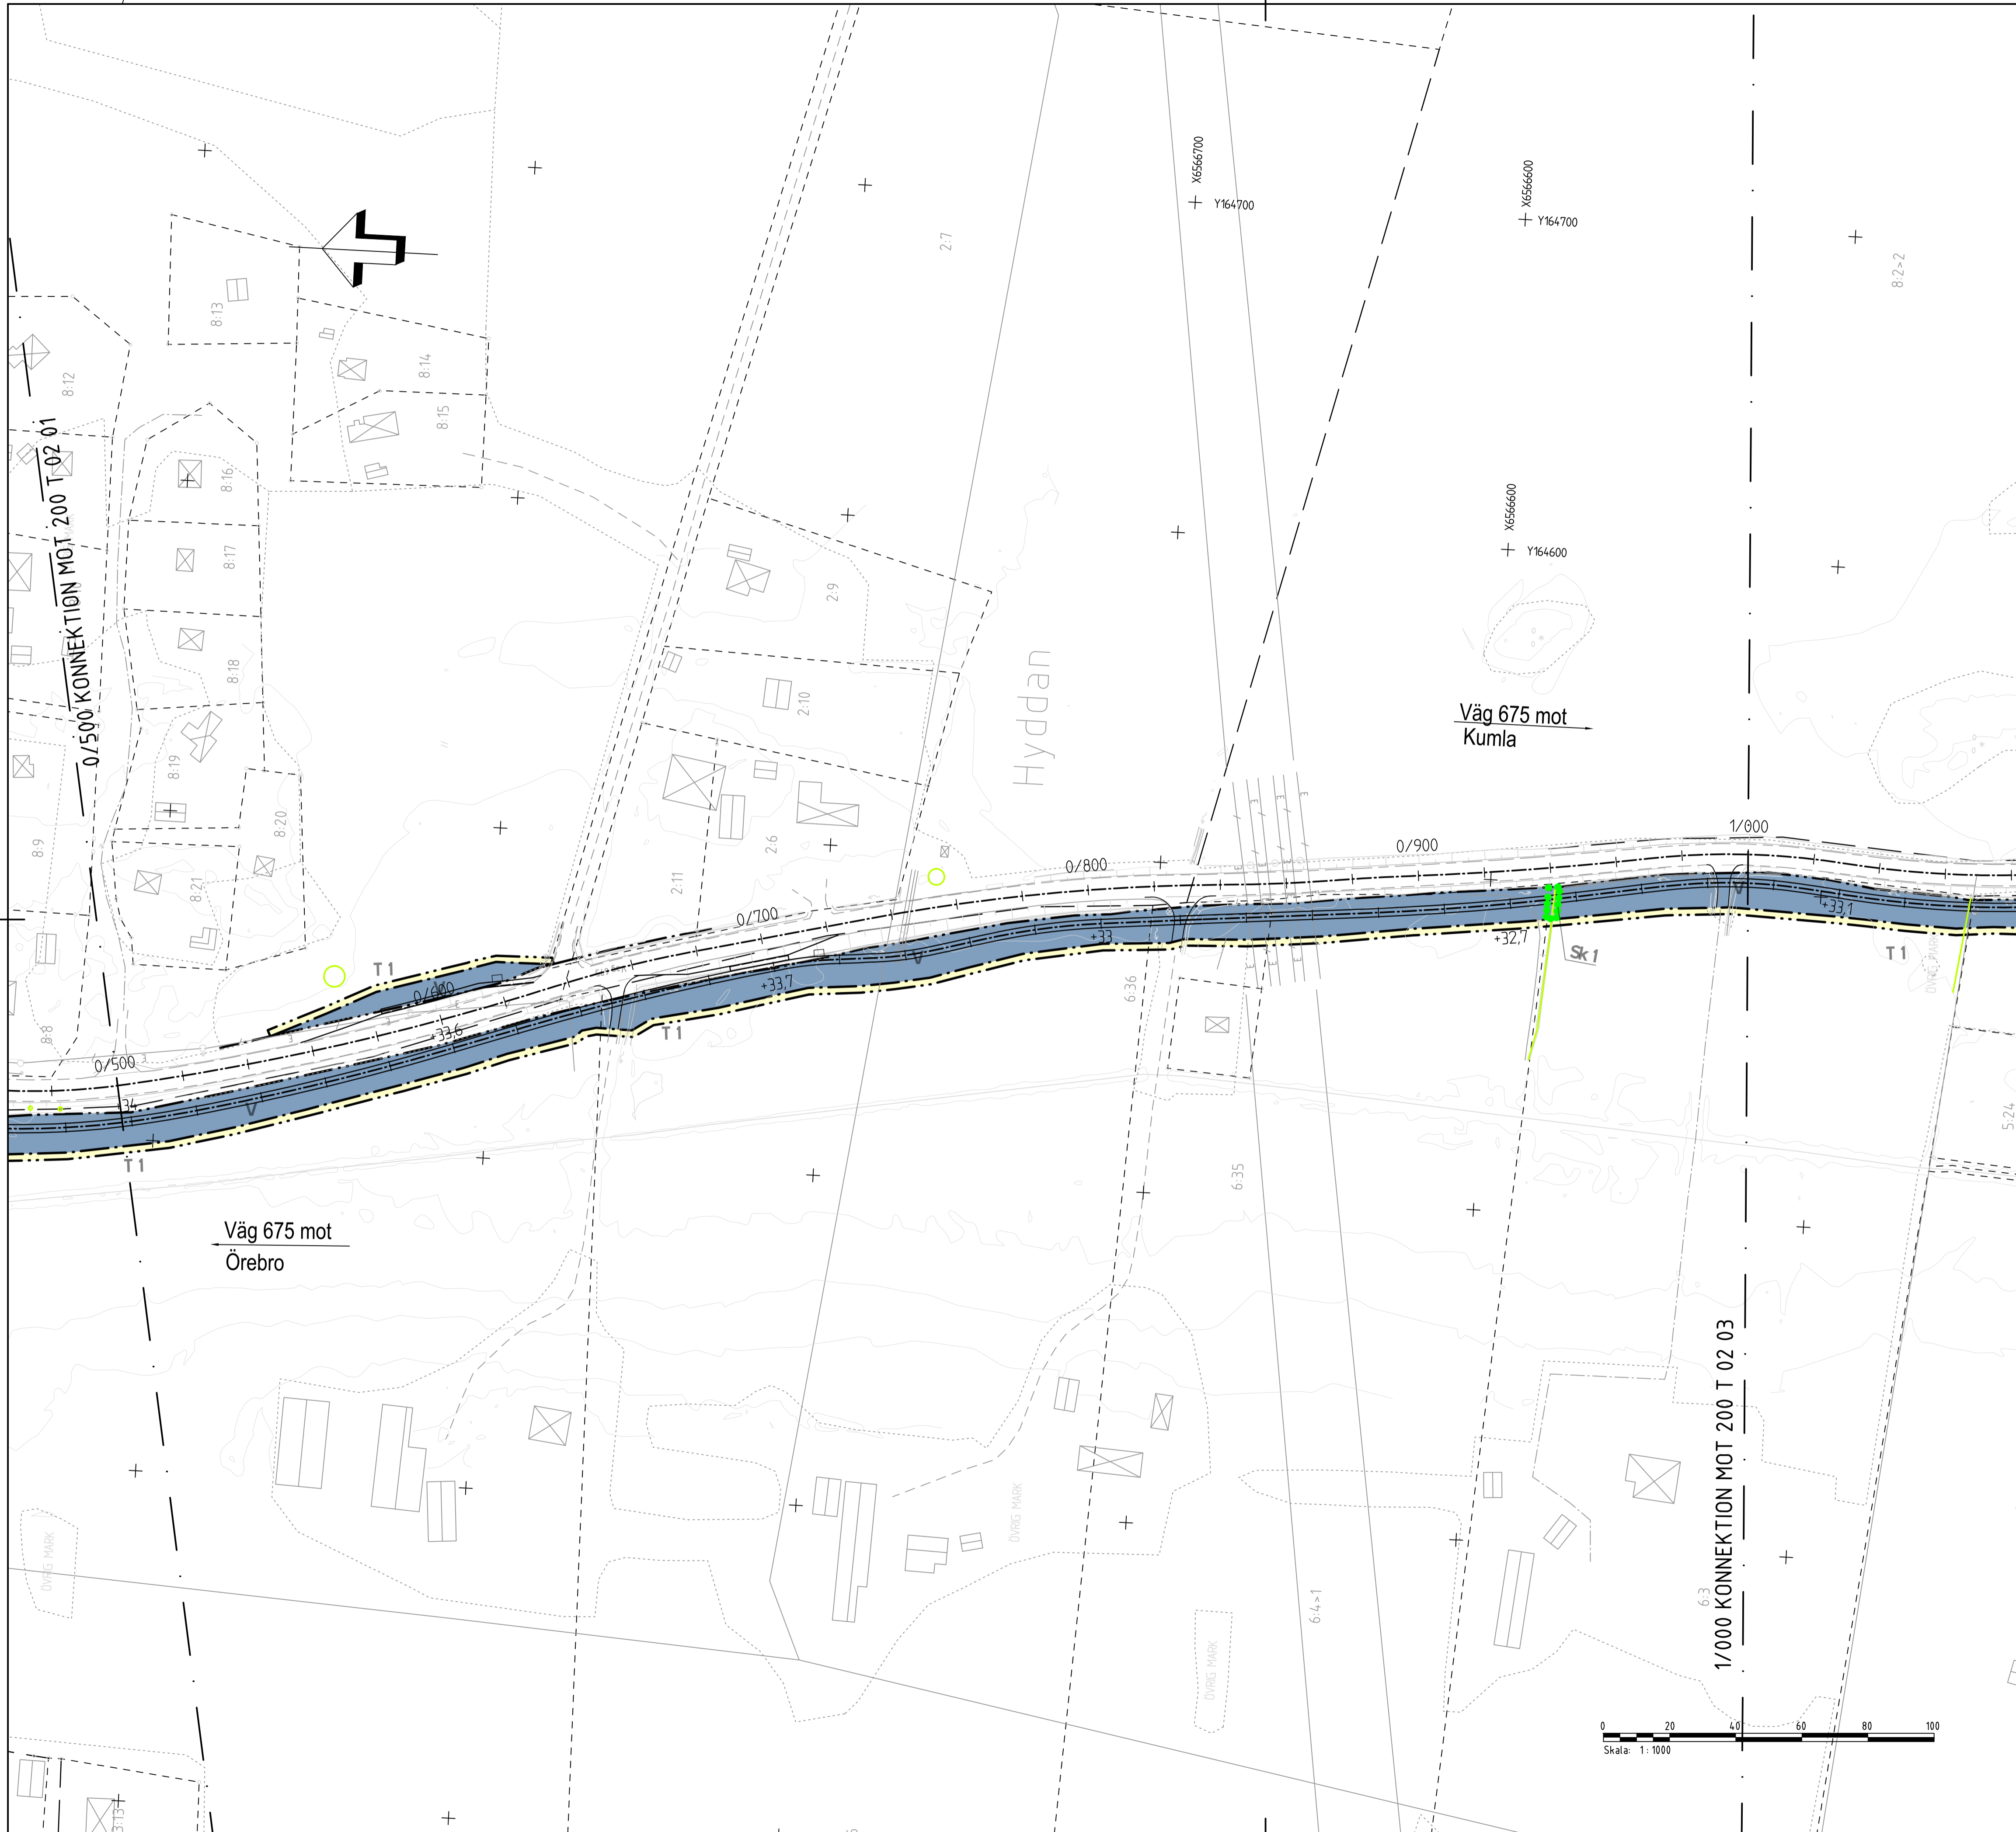 X6566700
Y164700
X6566600
Y164700
2:7
8:2>2
8:13
8:14
8:12
8:15
0/500 KONNEKTION MOT 200 T 02 01
8:16
8:17
X6566600
Y164600
2:9
8:18
2:10
Hyddan
Väg 675 mot
Kumla
8:19
8:20
8:9
2:6
2:11
8:21
1/000
0/900
0/800
0/700
V
+33,1
+33
+32,7
Sk1
T 1
ÖVRIG MARK
V
T 1
0/600
+33,7
6:36
+33,6
T 1
8:8
0/500
+34
V
T 1
5:24
6:35
Väg 675 mot
Örebro
1/000 KONNEKTION MOT 200 T 02 03
ÖVRIG MARK
ÖVRIG MARK
6:4>1
6:3
ÖVRIG MARK
0 20 40 60 80 100
Skala: 1:1000
3:13